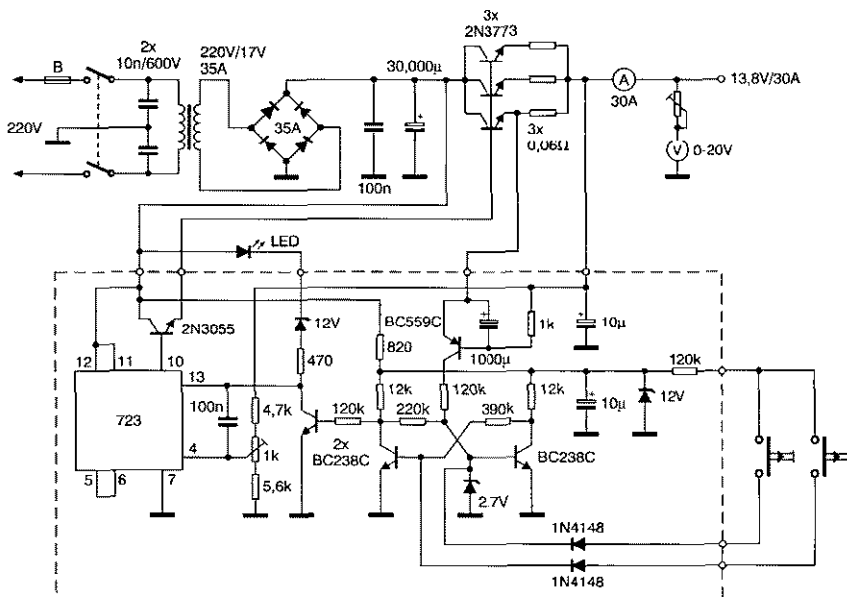 3x
2N3773
2x
10n/600V
220V/17V
35A
30,000µ
B
+
A
30A
13,8V/30A
220V
35A
100n
3x
0,06Ω
V
0-20V
LED
2N3055
12V
BC559C
+
1000µ
1k
+
10µ
820
470
12 11 10 13
723
100n
4,7k
120k
12k
220k
120k
390k
12k
+
10µ
12V
120k
4
1k
2x
BC238C
BC238C
5 6 7
5,6k
2.7V
1N4148
1N4148